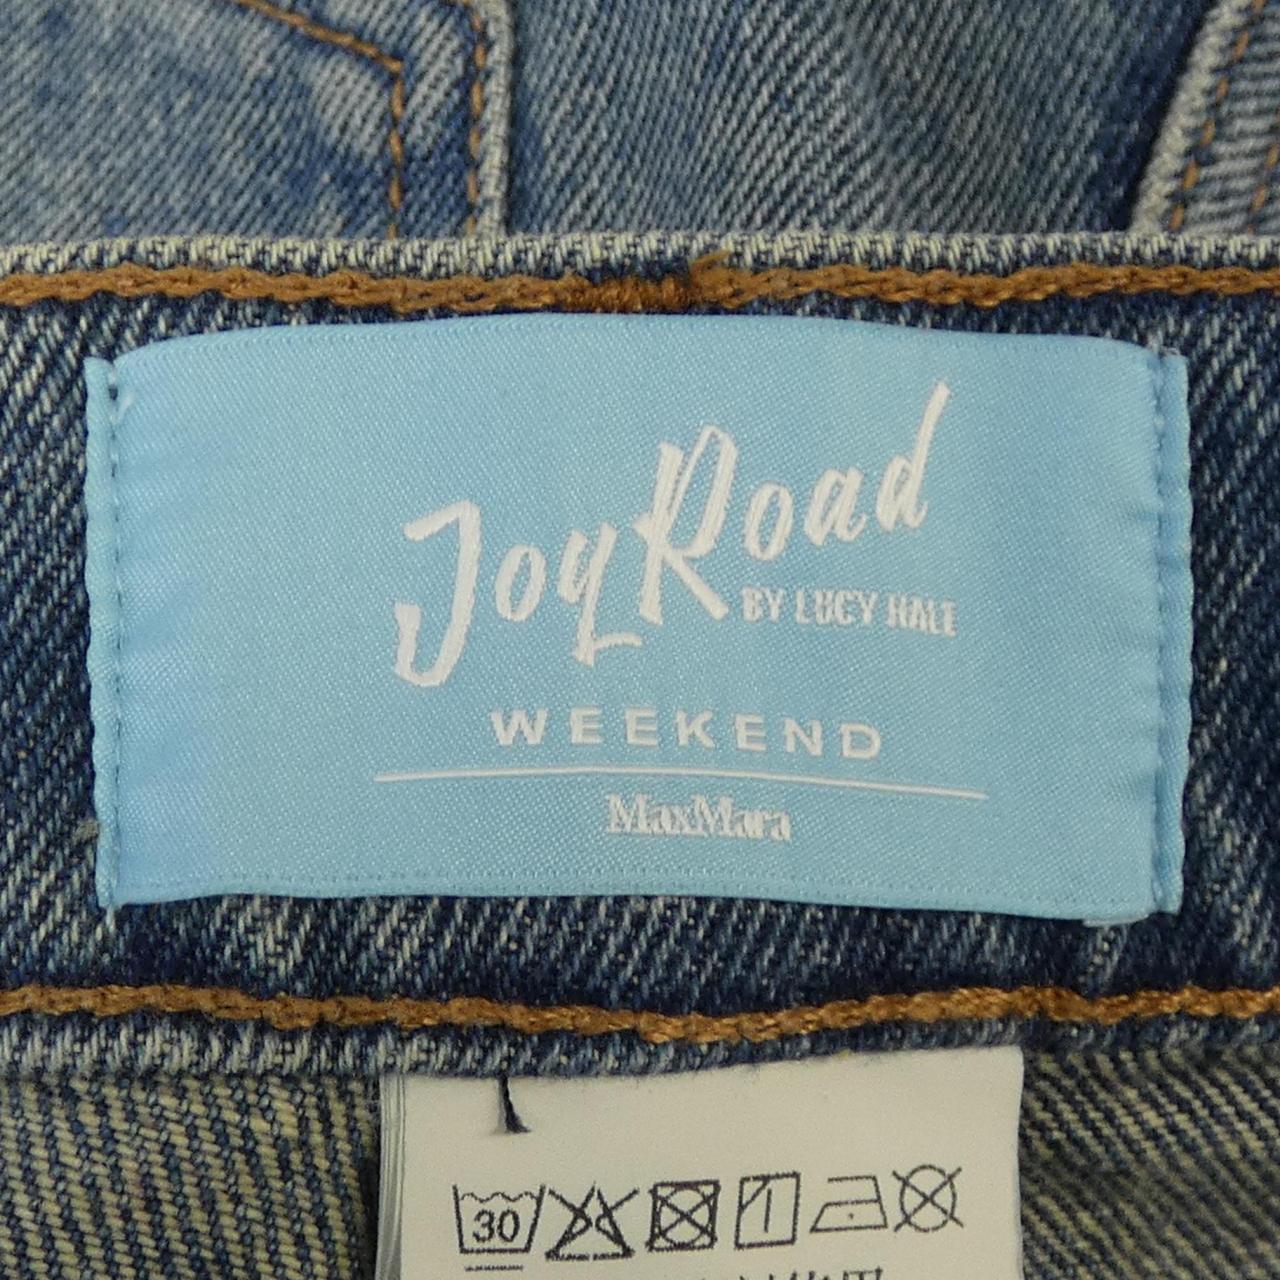 JoyRoad
BY LUCY HALE
WEEKEND
MaxMara
30